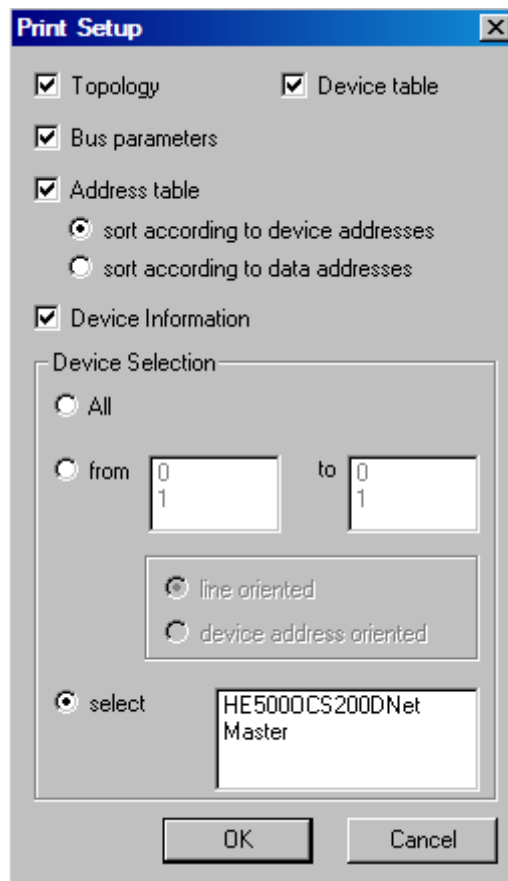 Print Setup
Topology Device table
Bus parameters
Address table
sort according to device addresses
sort according to data addresses
Device Information
Device Selection
All
from 0 to 0
1 1
line oriented
device address oriented
select HE500OCS200DNet
Master
OK Cancel